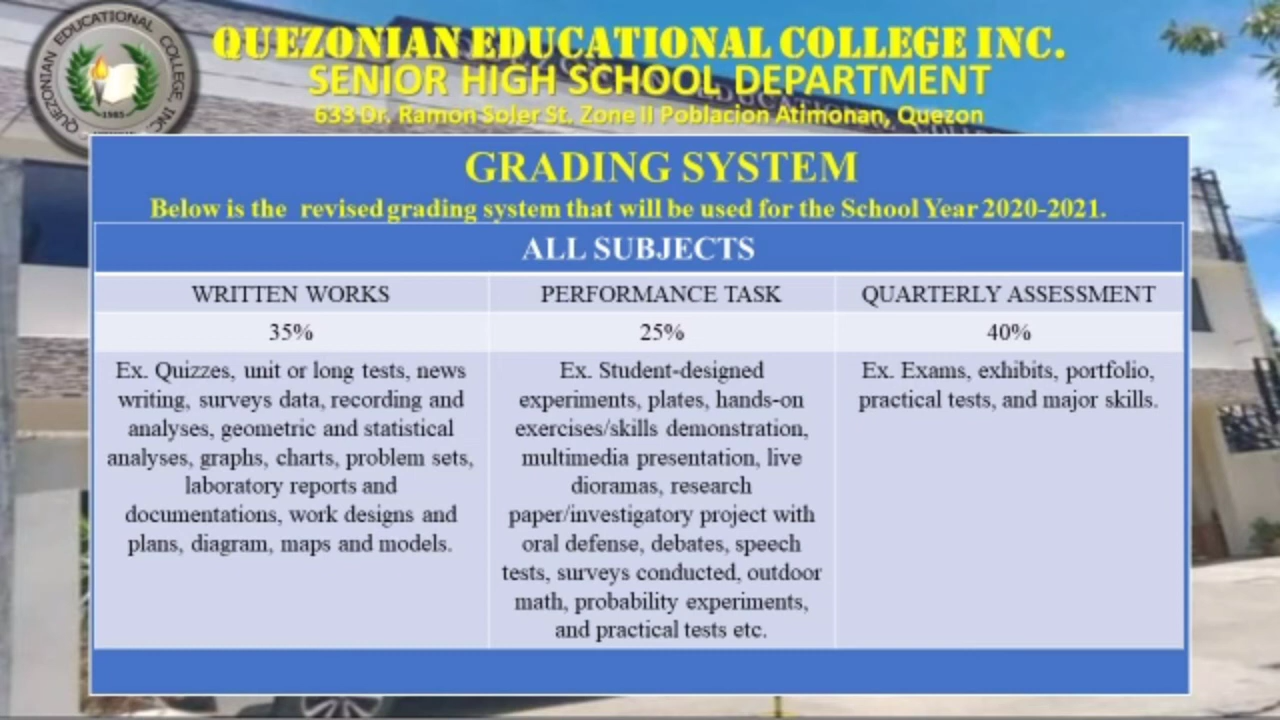 QUEZONIAN EDUCATIONAL COLLEGE INC.
SENIOR HIGH SCHOOL DEPARTMENT
633 Dr. Ramon Soler St. Zone II Poblacion Atimonan, Quezon
QUEZONIAN EDUCATIONAL COLLEGE, INC.
1985
GRADING SYSTEM
Below is the revised grading system that will be used for the School Year 2020-2021.
ALL SUBJECTS
WRITTEN WORKS
PERFORMANCE TASK
QUARTERLY ASSESSMENT
35%
25%
40%
Ex. Quizzes, unit or long tests, news
writing, surveys data, recording and
analyses, geometric and statistical
analyses, graphs, charts, problem sets,
laboratory reports and
documentations, work designs and
plans, diagram, maps and models.
Ex. Student-designed
experiments, plates, hands-on
exercises/skills demonstration,
multimedia presentation, live
dioramas, research
paper/investigatory project with
oral defense, debates, speech
tests, surveys conducted, outdoor
math, probability experiments,
and practical tests etc.
Ex. Exams, exhibits, portfolio,
practical tests, and major skills.